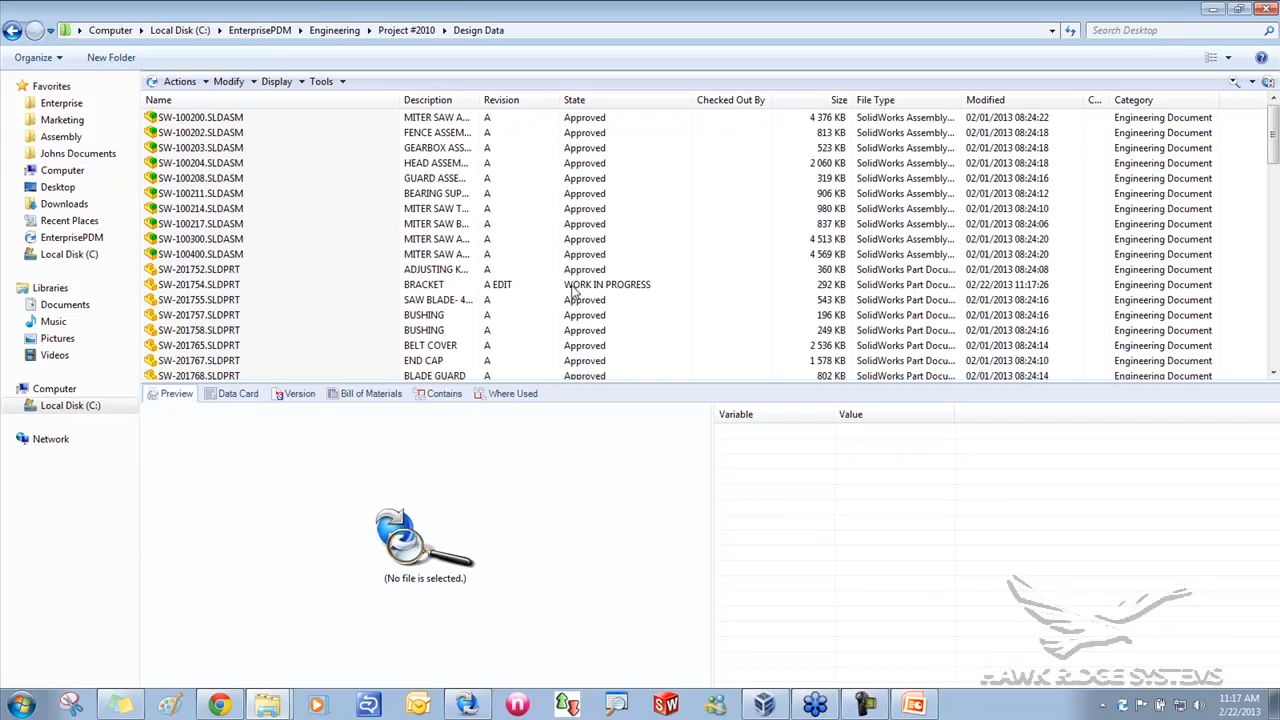 Computer Local Disk (C:) EnterprisePDM Engineering Project #2010 Design Data Search Desktop
Organize New Folder
Favorites
Enterprise
Marketing
Assembly
Johns Documents
Computer
Desktop
Downloads
Recent Places
EnterprisePDM
Local Disk (C:)
Libraries
Documents
Music
Pictures
Videos
Computer
Local Disk (C:)
Network
Actions Modify Display Tools
Name Description Revision State Checked Out By Size File Type Modified C... Category
SW-100200.SLDASM MITER SAW A... A Approved 4 376 KB SolidWorks Assembly... 02/01/2013 08:24:22 Engineering Document
SW-100202.SLDASM FENCE ASSEM... A Approved 813 KB SolidWorks Assembly... 02/01/2013 08:24:18 Engineering Document
SW-100203.SLDASM GEARBOX ASS... A Approved 523 KB SolidWorks Assembly... 02/01/2013 08:24:18 Engineering Document
SW-100204.SLDASM HEAD ASSEM... A Approved 2 060 KB SolidWorks Assembly... 02/01/2013 08:24:18 Engineering Document
SW-100208.SLDASM GUARD ASSE... A Approved 319 KB SolidWorks Assembly... 02/01/2013 08:24:16 Engineering Document
SW-100211.SLDASM BEARING SUP... A Approved 906 KB SolidWorks Assembly... 02/01/2013 08:24:12 Engineering Document
SW-100214.SLDASM MITER SAW T... A Approved 980 KB SolidWorks Assembly... 02/01/2013 08:24:10 Engineering Document
SW-100217.SLDASM MITER SAW B... A Approved 837 KB SolidWorks Assembly... 02/01/2013 08:24:06 Engineering Document
SW-100300.SLDASM MITER SAW A... A Approved 4 513 KB SolidWorks Assembly... 02/01/2013 08:24:20 Engineering Document
SW-100400.SLDASM MITER SAW A... A Approved 4 569 KB SolidWorks Assembly... 02/01/2013 08:24:20 Engineering Document
SW-201752.SLDPRT ADJUSTING K... A Approved 360 KB SolidWorks Part Docu... 02/01/2013 08:24:08 Engineering Document
SW-201754.SLDPRT BRACKET A EDIT WORK IN PROGRESS 292 KB SolidWorks Part Docu... 02/22/2013 11:17:26 Engineering Document
SW-201755.SLDPRT SAW BLADE- 4... A Approved 543 KB SolidWorks Part Docu... 02/01/2013 08:24:16 Engineering Document
SW-201757.SLDPRT BUSHING A Approved 196 KB SolidWorks Part Docu... 02/01/2013 08:24:16 Engineering Document
SW-201758.SLDPRT BUSHING A Approved 249 KB SolidWorks Part Docu... 02/01/2013 08:24:16 Engineering Document
SW-201765.SLDPRT BELT COVER A Approved 2 536 KB SolidWorks Part Docu... 02/01/2013 08:24:14 Engineering Document
SW-201767.SLDPRT END CAP A Approved 1 578 KB SolidWorks Part Docu... 02/01/2013 08:24:10 Engineering Document
SW-201768.SLDPRT BLADE GUARD A Approved 802 KB SolidWorks Part Docu... 02/01/2013 08:24:14 Engineering Document
Preview Data Card Version Bill of Materials Contains Where Used
Variable Value
(No file is selected.)
HAWK RIDGE SYSTEMS
11:17 AM
2/22/2013